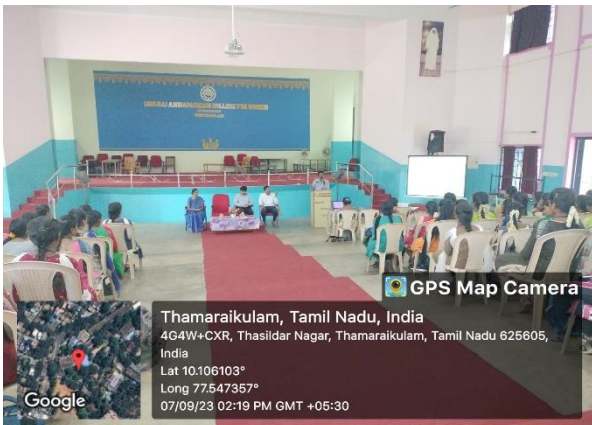 GPS Map Camera
Thamaraikulam, Tamil Nadu, India
4G4W+CXR, Thasildar Nagar, Thamaraikulam, Tamil Nadu 625605,
India
Lat 10.106103°
Long 77.547357°
07/09/23 02:19 PM GMT +05:30
Google